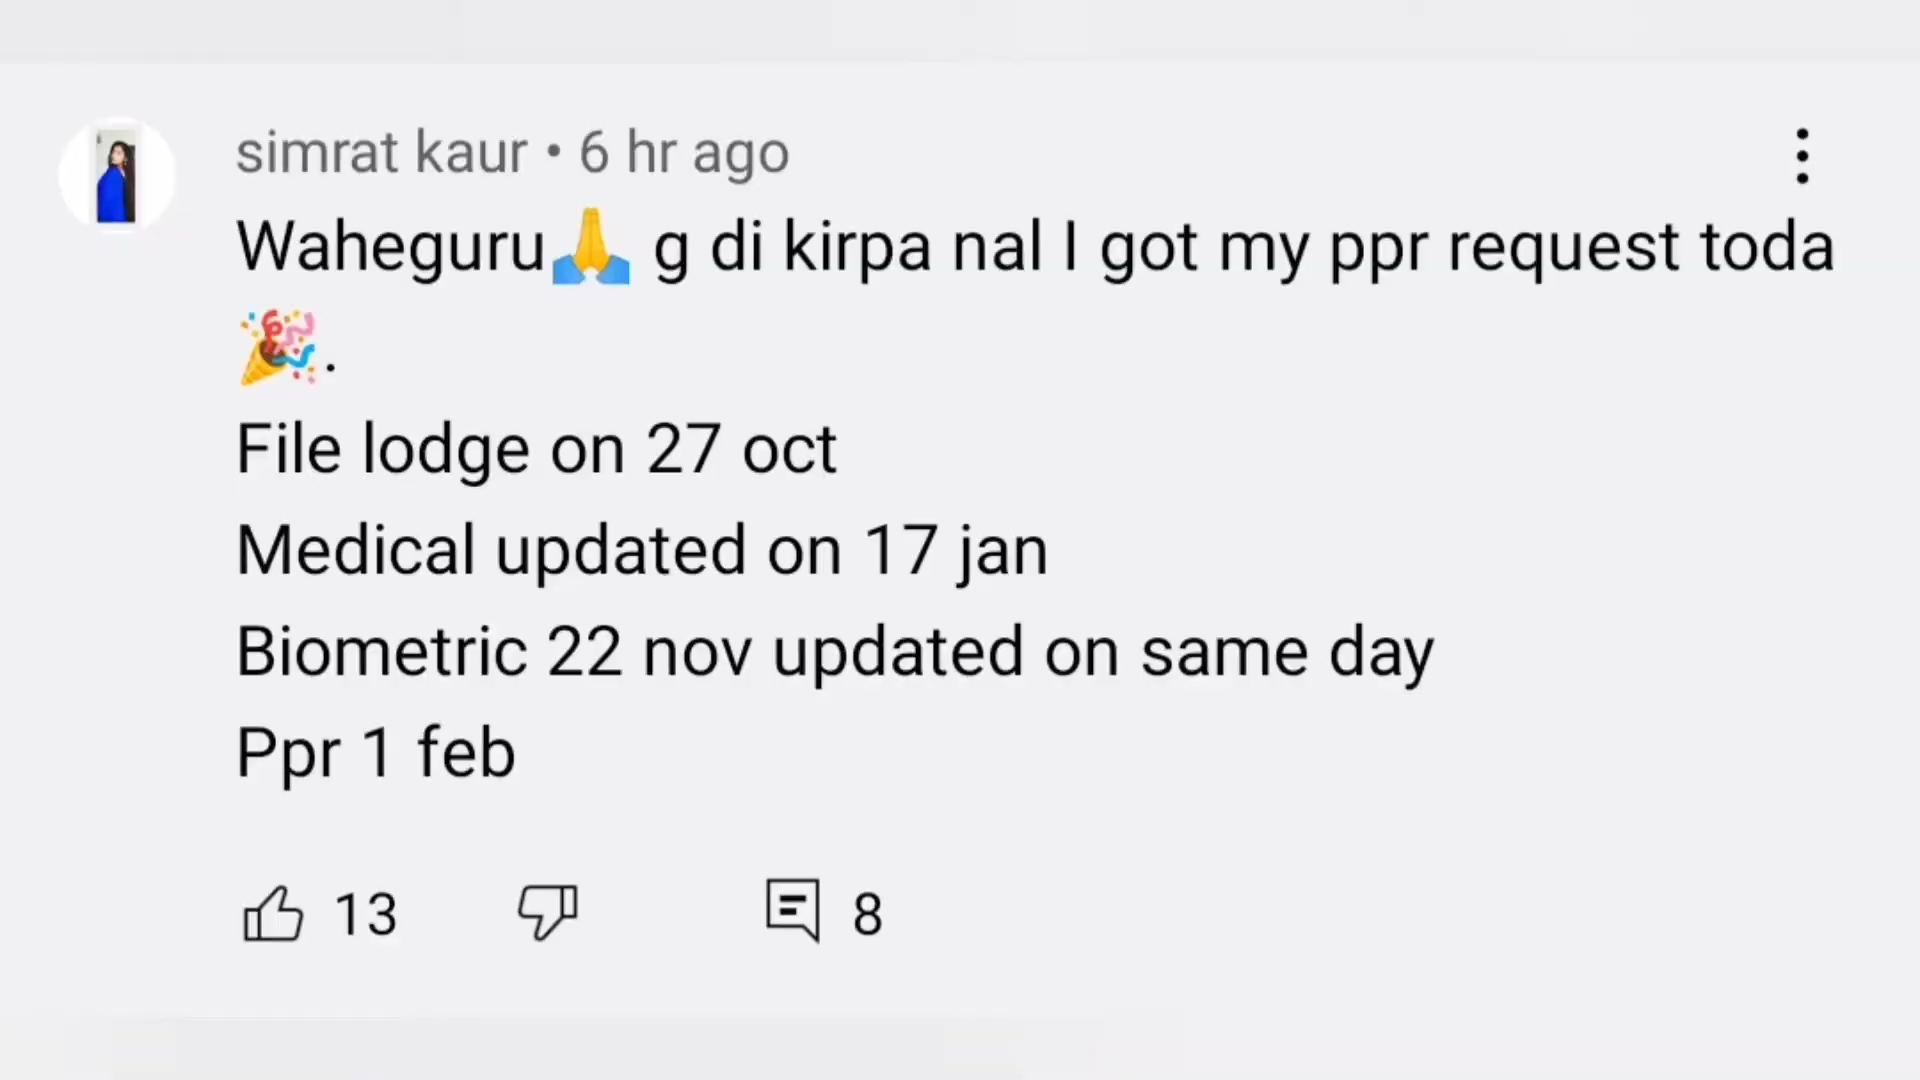 simrat kaur • 6 hr ago
Waheguru🙏 g di kirpa nal I got my ppr request toda
🎉.
File lodge on 27 oct
Medical updated on 17 jan
Biometric 22 nov updated on same day
Ppr 1 feb
13 8